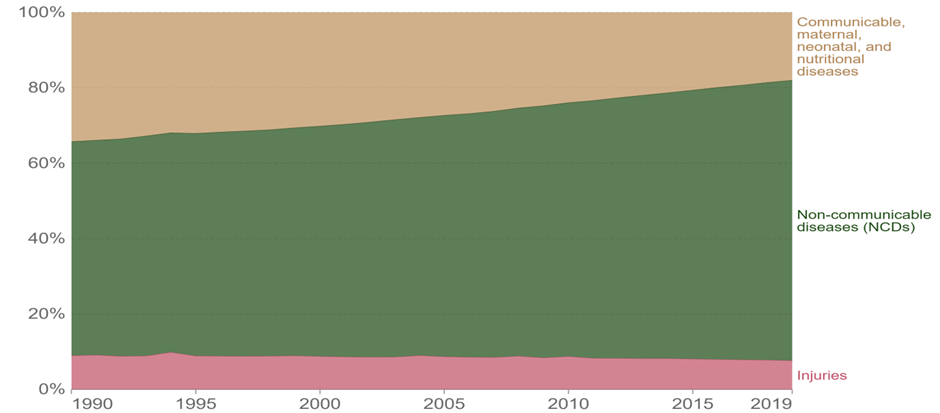 100%
80%
60%
40%
20%
0%
1990
1995
2000
2005
2010
2015
2019
Communicable,
maternal,
neonatal, and
nutritional
diseases
Non-communicable
diseases (NCDs)
Injuries